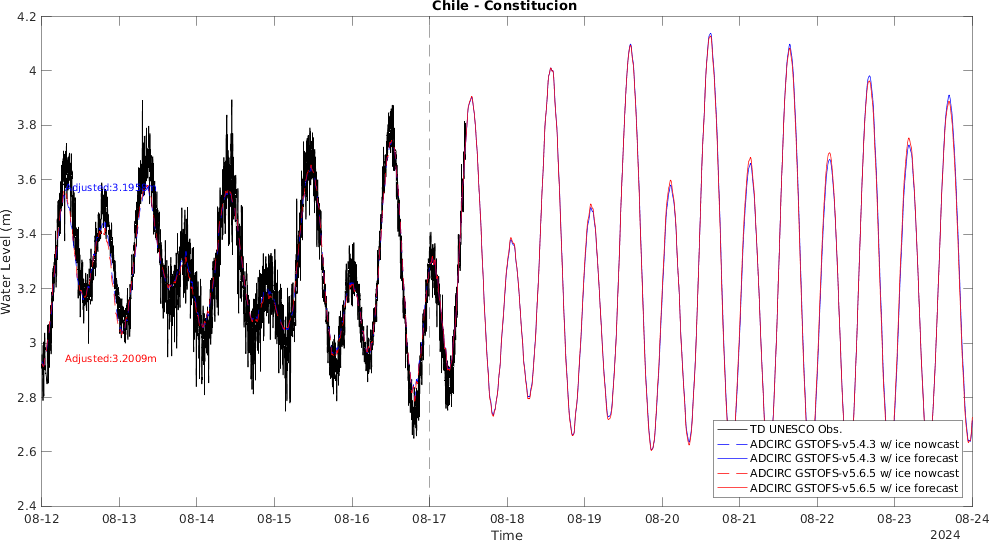 Chile - Constitucion
4.2
4
3.8
3.6
3.4
3.2
3
2.8
2.6
2.4
Water Level (m)
Adjusted:3.2009m
TD UNESCO Obs.
ADCIRC GSTOFS-v5.4.3 w/ ice nowcast
ADCIRC GSTOFS-v5.4.3 w/ ice forecast
ADCIRC GSTOFS-v5.6.5 w/ ice nowcast
ADCIRC GSTOFS-v5.6.5 w/ ice forecast
08-12 08-13 08-14 08-15 08-16 08-17 08-18 08-19 08-20 08-21 08-22 08-23 08-24
Time
2024